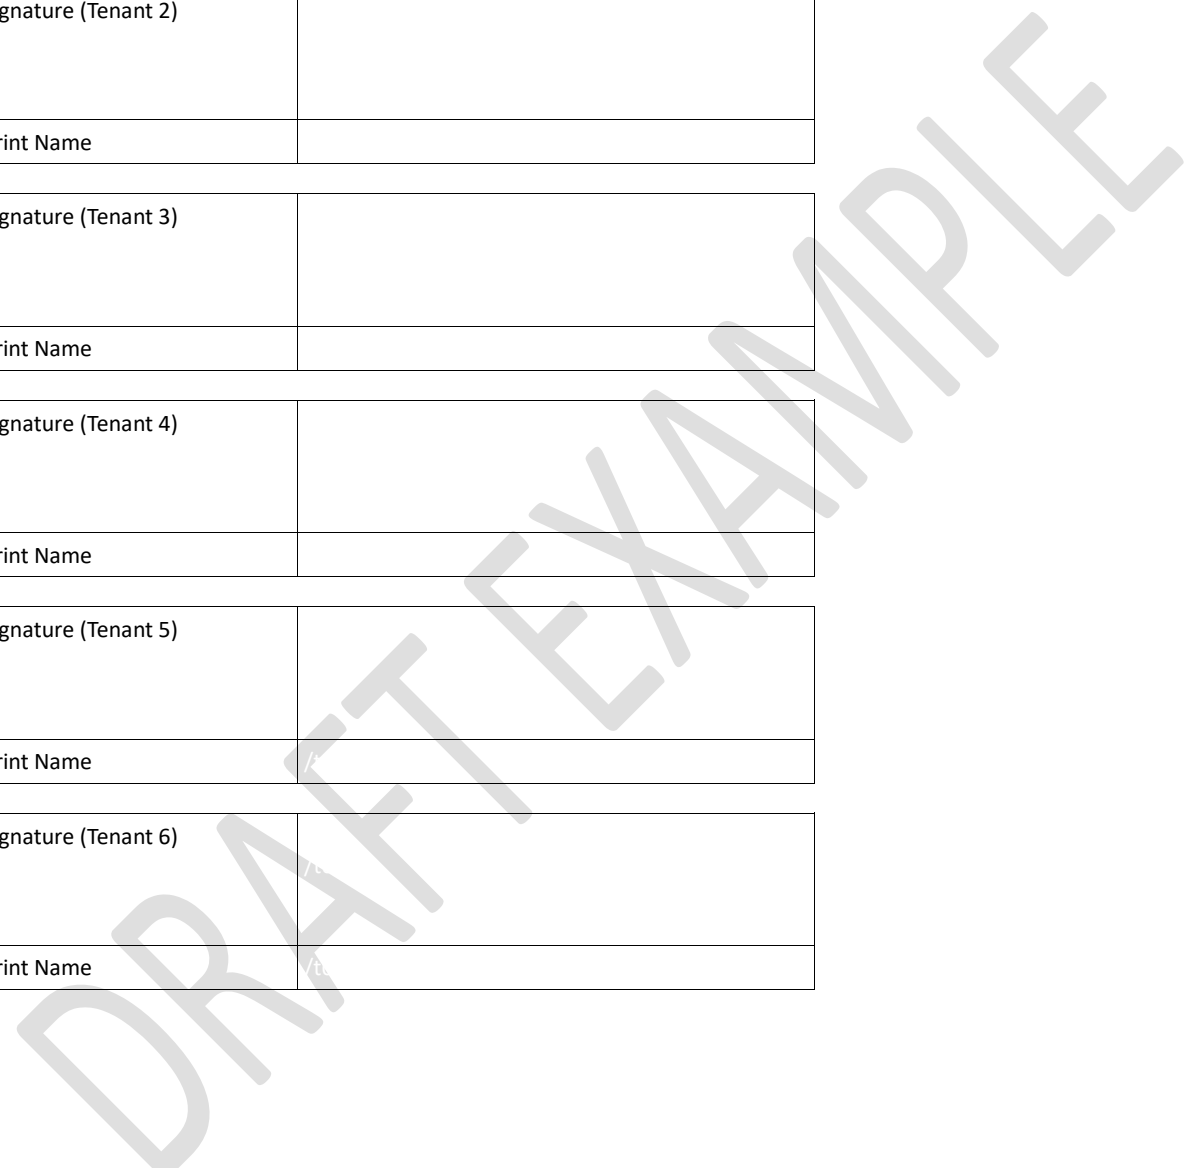 gnature (Tenant 2)
rint Name
gnature (Tenant 3)
rint Name
gnature (Tenant 4)
rint Name
gnature (Tenant 5)
rint Name
gnature (Tenant 6)
rint Name
DRAFT EXAMPLE